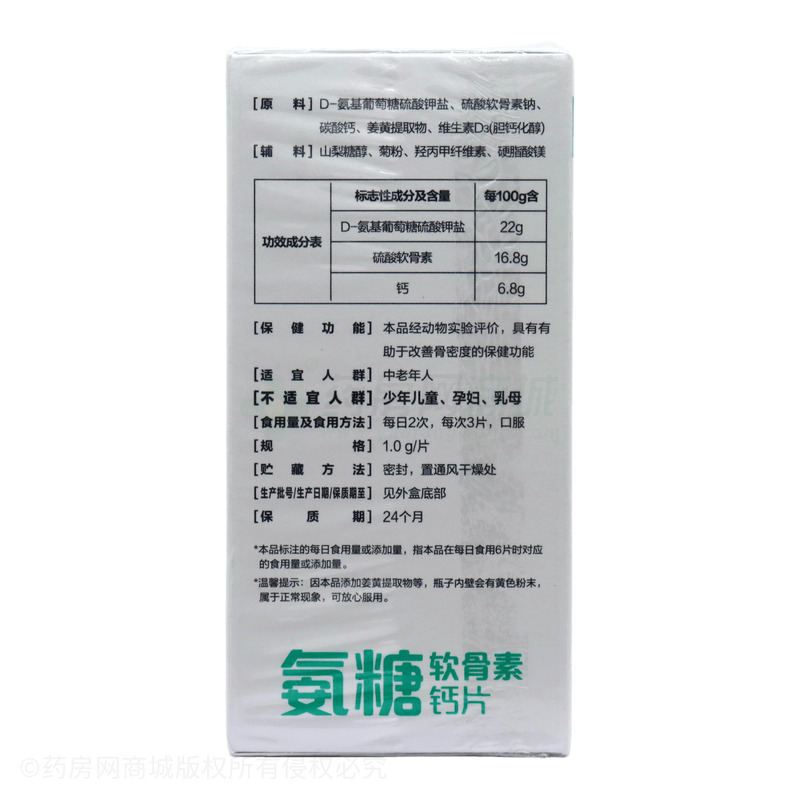 [原料] D-氨基葡萄糖硫酸钾盐、硫酸软骨素钠、
碳酸钙、姜黄提取物、维生素D3(胆钙化醇)
[辅料] 山梨糖醇、菊粉、羟丙甲纤维素、硬脂酸镁
功效成分表
标志性成分及含量 每100g含
D-氨基葡萄糖硫酸钾盐 22g
硫酸软骨素 16.8g
钙 6.8g
[保健功能] 本品经动物实验评价，具有有
助于改善骨密度的保健功能
[适宜人群] 中老年人
[不适宜人群] 少年儿童、孕妇、乳母
[食用量及食用方法] 每日2次，每次3片，口服
[规格] 1.0 g/片
[贮藏方法] 密封，置通风干燥处
[生产批号/生产日期/保质期至] 见外盒底部
[保质期] 24个月
*本品标注的每日食用量或添加量，指本品在每日食用6片时对应
的食用量或添加量。
*温馨提示：因本品添加姜黄提取物等，瓶子内壁会有黄色粉末，
属于正常现象，可放心服用。
氨糖软骨素
钙片
©药房网商城版权所有侵权必究